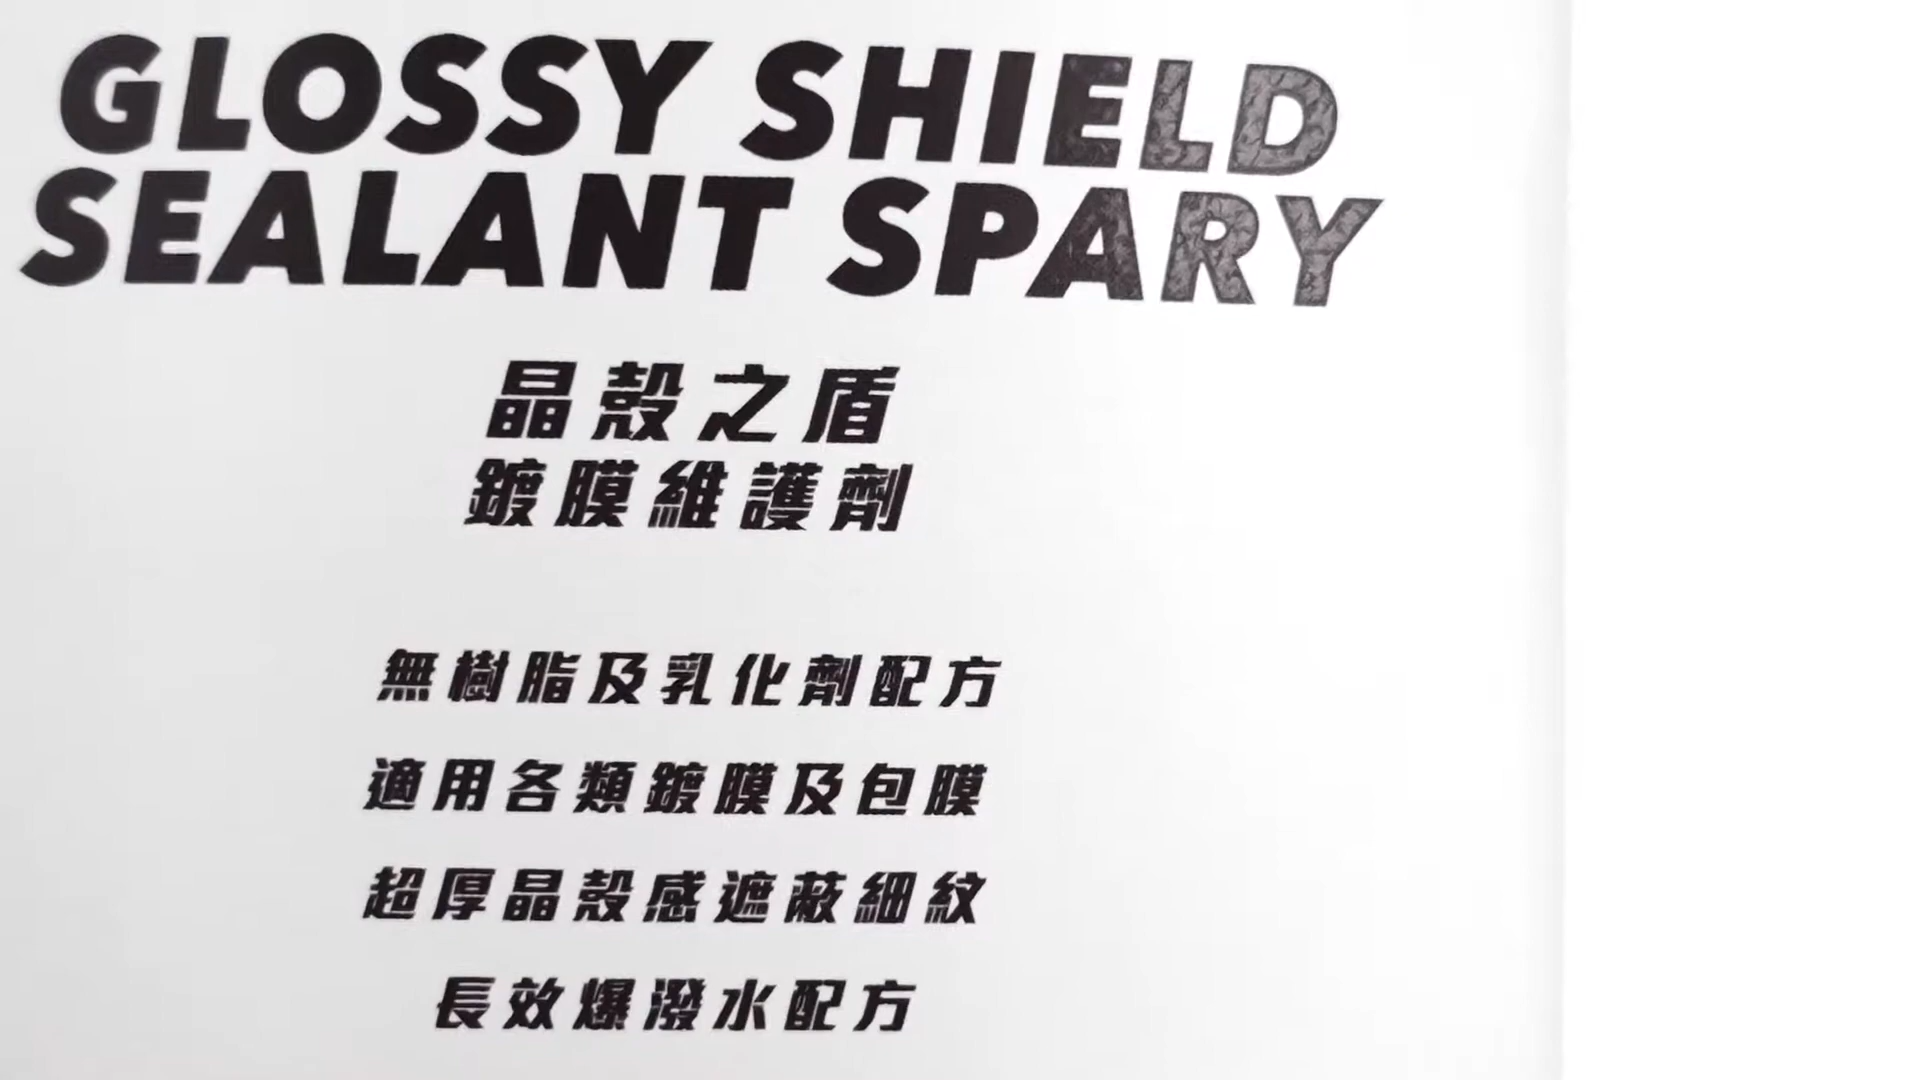 GLOSSY SHIELD
SEALANT SPARY
晶殼之盾
鍍膜維護劑
無樹脂及乳化劑配方
適用各類鍍膜及包膜
超厚晶殼感遮蔽細紋
長效爆潑水配方